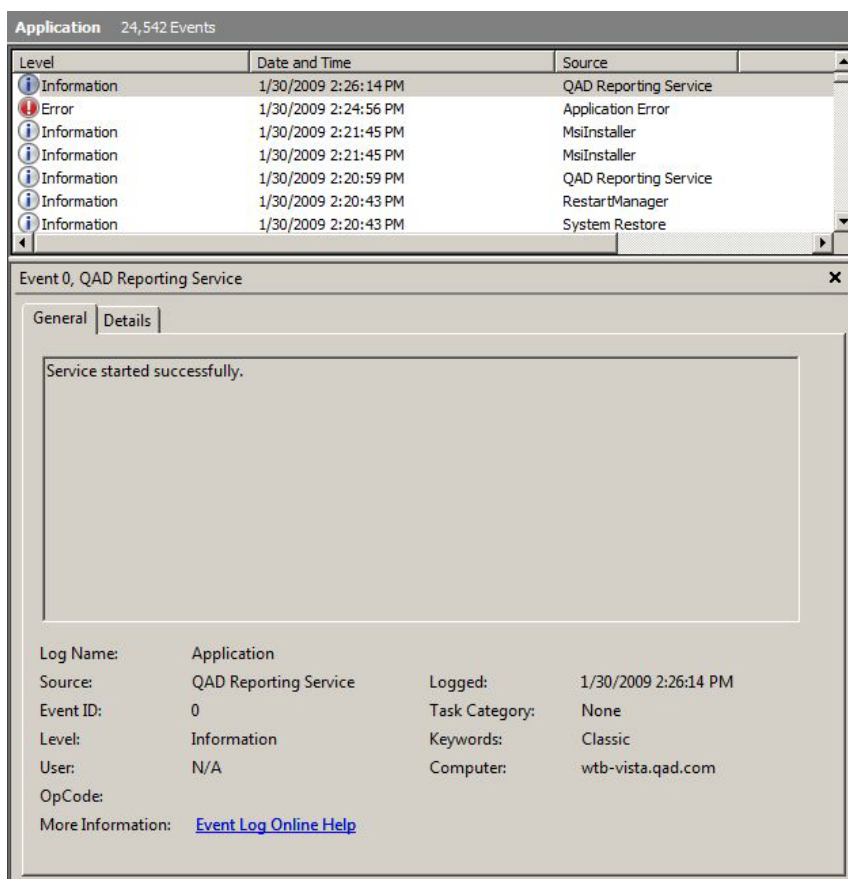 Application 24,542 Events
Level Date and Time Source
Information 1/30/2009 2:26:14 PM QAD Reporting Service
Error 1/30/2009 2:24:56 PM Application Error
Information 1/30/2009 2:21:45 PM MsiInstaller
Information 1/30/2009 2:21:45 PM MsiInstaller
Information 1/30/2009 2:20:59 PM QAD Reporting Service
Information 1/30/2009 2:20:43 PM RestartManager
Information 1/30/2009 2:20:43 PM System Restore
Event 0, QAD Reporting Service
General Details
Service started successfully.
Log Name: Application
Source: QAD Reporting Service Logged: 1/30/2009 2:26:14 PM
Event ID: 0 Task Category: None
Level: Information Keywords: Classic
User: N/A Computer: wtb-vista.qad.com
OpCode:
More Information: Event Log Online Help